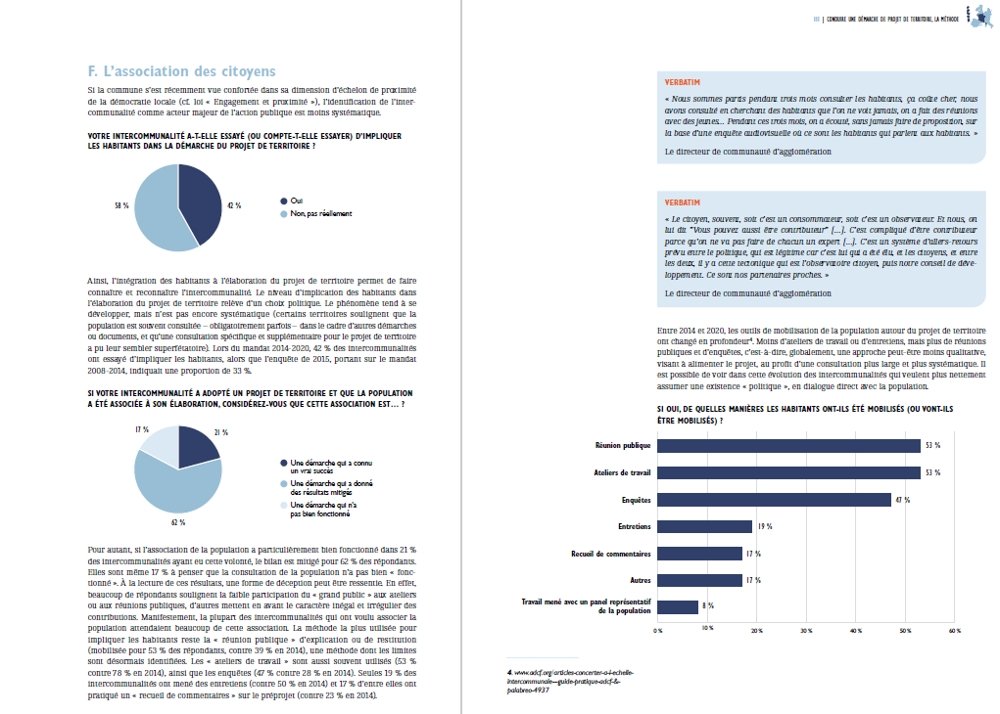 F. L'association des citoyens
Si la commune s'est récemment vue confortée dans sa dimension d'échelon de proximité
de la démocratie locale (cf. loi « Engagement et proximité »), l'identification de l'inter-
communalité comme acteur majeur de l'action publique est moins systématique.
VOTRE INTERCOMMUNALITÉ A-T-ELLE ESSAYÉ (OU COMPTE-T-ELLE ESSAYER) D'IMPLIQUER
LES HABITANTS DANS LA DÉMARCHE DU PROJET DE TERRITOIRE ?
58 %
42 %
Oui
Non, pas réellement
Ainsi, l'intégration des habitants à l'élaboration du projet de territoire permet de faire
connaître et reconnaître l'intercommunalité. Le niveau d'implication des habitants dans
l'élaboration du projet de territoire relève d'un choix politique. Le phénomène tend à se
développer, mais n'est pas encore systématique (certains territoires soulignent que la
population est souvent consultée – obligatoirement parfois – dans le cadre d'autres démarches
ou documents, et qu'une consultation spécifique et supplémentaire pour le projet de territoire
a pu leur sembler superfétatoire). Lors du mandat 2014-2020, 42 % des intercommunalités
ont essayé d'impliquer les habitants, alors que l'enquête de 2015, portant sur le mandat
2008-2014, indiquait une proportion de 33 %.
SI VOTRE INTERCOMMUNALITÉ A ADOPTÉ UN PROJET DE TERRITOIRE ET QUE LA POPULATION
A ÉTÉ ASSOCIÉE À SON ÉLABORATION, CONSIDÉREZ-VOUS QUE CETTE ASSOCIATION EST... ?
17 %
21 %
62 %
Une démarche qui a connu
un vrai succès
Une démarche qui a donné
des résultats mitigés
Une démarche qui n'a
pas bien fonctionné
Pour autant, si l'association de la population a particulièrement bien fonctionné dans 21 %
des intercommunalités ayant eu cette volonté, le bilan est mitigé pour 62 % des répondants.
Elles sont même 17 % à penser que la consultation de la population n'a pas bien « fonc-
tionné ». À la lecture de ces résultats, une forme de déception peut être ressentie. En effet,
beaucoup de répondants soulignent la faible participation du « grand public » aux ateliers
ou aux réunions publiques, d'autres mettent en avant le caractère inégal et irrégulier des
contributions. Manifestement, la plupart des intercommunalités qui ont voulu associer la
population attendaient beaucoup de cette association. La méthode la plus utilisée pour
impliquer les habitants reste la « réunion publique » d'explication ou de restitution
(mobilisée pour 53 % des répondants, contre 39 % en 2014), une méthode dont les limites
sont désormais identifiées. Les « ateliers de travail » sont aussi souvent utilisés (53 %
contre 78 % en 2014), ainsi que les enquêtes (47 % contre 28 % en 2014). Seules 19 % des
intercommunalités ont mené des entretiens (contre 50 % en 2014) et 17 % d'entre elles ont
pratiqué un « recueil de commentaires » sur le préprojet (contre 23 % en 2014).
III | CONDUIRE UNE DÉMARCHE DE PROJET DE TERRITOIRE, LA MÉTHODE
VERBATIM
« Nous sommes partis pendant trois mois consulter les habitants, ça coûte cher, nous
avons consulté en cherchant des habitants que l'on ne voit jamais, on a fait des réunions
avec des jeunes... Pendant ces trois mois, on a écouté, sans jamais faire de proposition, sur
la base d'une enquête audiovisuelle où ce sont les habitants qui parlent aux habitants. »
Le directeur de communauté d'agglomération
VERBATIM
« Le citoyen, souvent, soit c'est un consommateur, soit c'est un observateur. Et nous, on
lui dit "Vous pouvez aussi être contributeur" [...]. C'est compliqué d'être contributeur
parce qu'on ne va pas faire de chacun un expert [...]. C'est un système d'allers-retours
prévu entre le politique, qui est légitime car c'est lui qui a été élu, et les citoyens, et entre
les deux, il y a cette tectonique qui est l'observatoire citoyen, puis notre conseil de déve-
loppement. Ce sont nos partenaires proches. »
Le directeur de communauté d'agglomération
Entre 2014 et 2020, les outils de mobilisation de la population autour du projet de territoire
ont changé en profondeur⁴. Moins d'ateliers de travail ou d'entretiens, mais plus de réunions
publiques et d'enquêtes, c'est-à-dire, globalement, une approche peut-être moins qualitative,
visant à alimenter le projet, au profit d'une consultation plus large et plus systématique. Il
est possible de voir dans cette évolution des intercommunalités qui veulent plus nettement
assumer une existence « politique », en dialogue direct avec la population.
SI OUI, DE QUELLES MANIÈRES LES HABITANTS ONT-ILS ÉTÉ MOBILISÉS (OU VONT-ILS
ÊTRE MOBILISÉS) ?
Réunion publique 53 %
Ateliers de travail 53 %
Enquêtes 47 %
Entretiens 19 %
Recueil de commentaires 17 %
Autres 17 %
Travail mené avec un panel représentatif
de la population 8 %
0 % 10 % 20 % 30 % 40 % 50 % 60 %
4. www.adcf.org/articles-concerter-a-l-echelle-
intercommunale--guide-pratique-adcf-&-
palabreo-4937